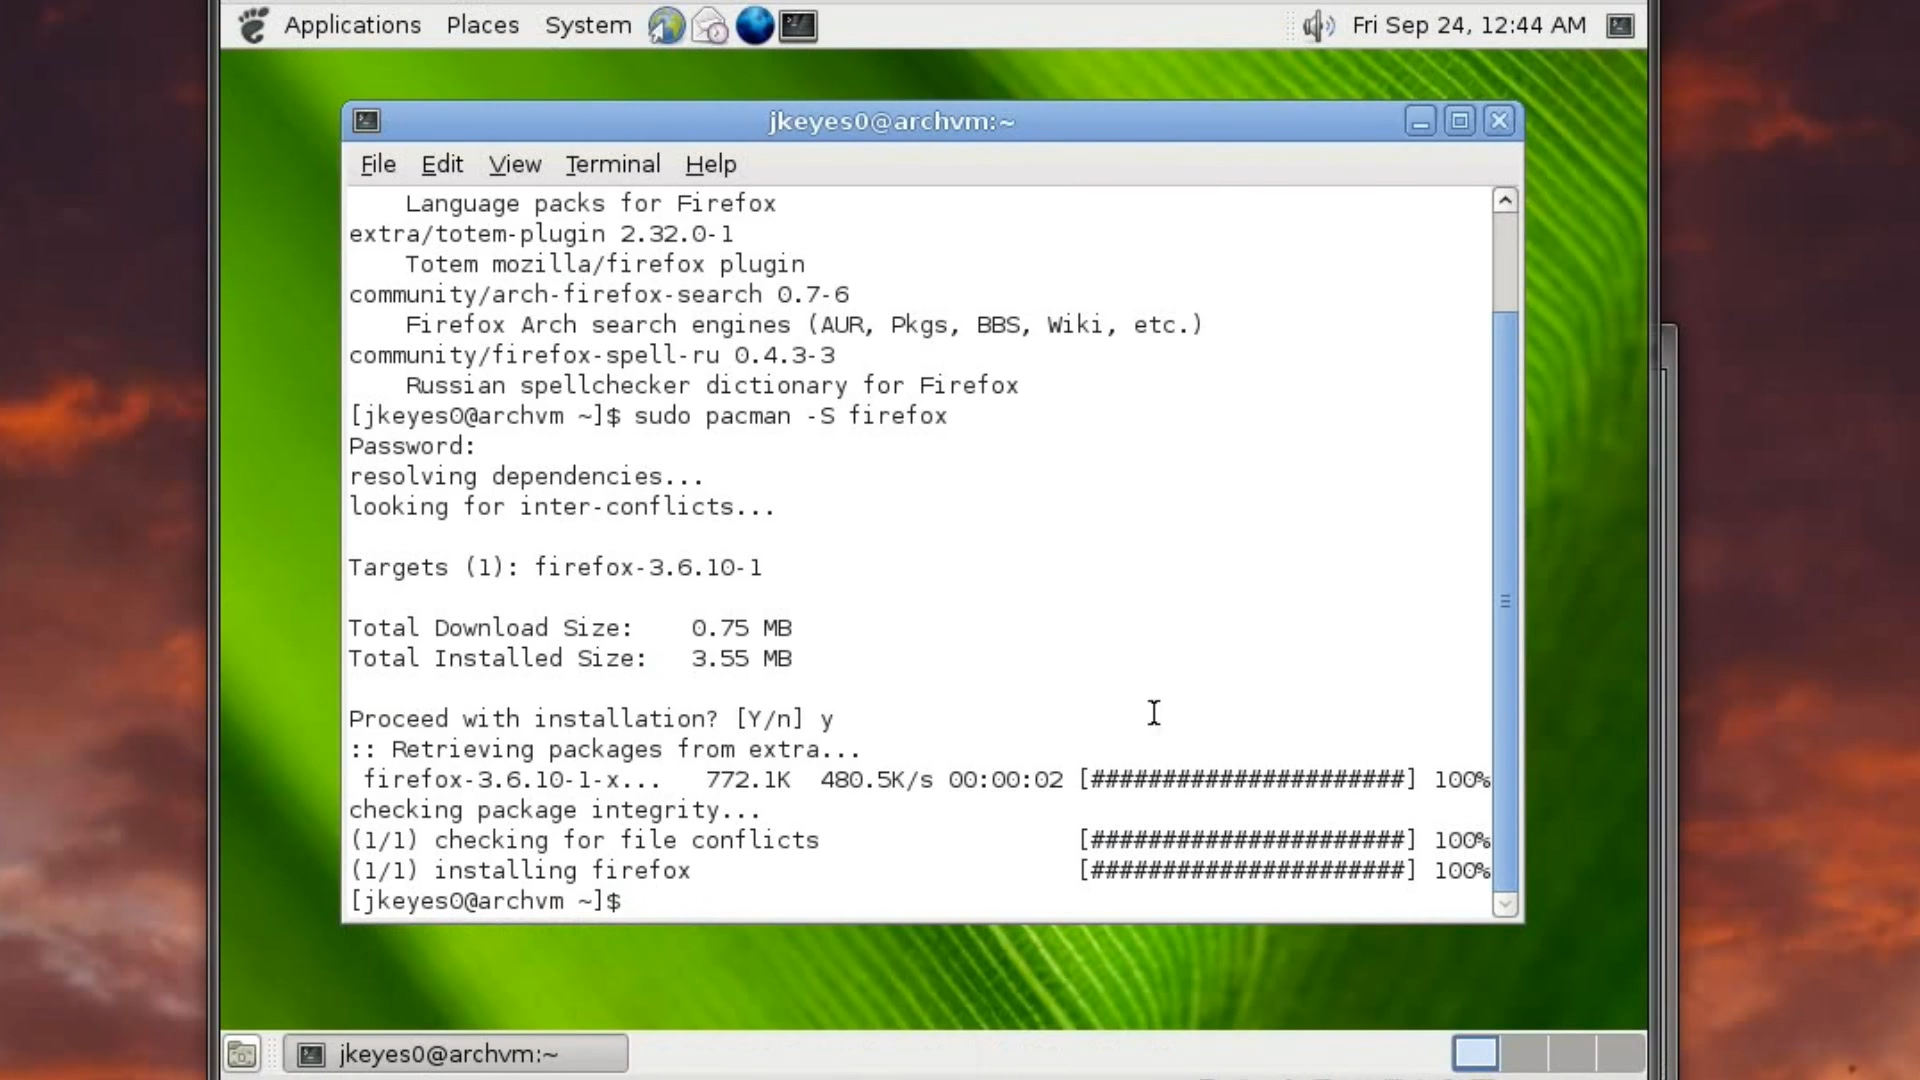 Applications Places System Fri Sep 24, 12:44 AM
jkeyes0@archvm:~
File Edit View Terminal Help
Language packs for Firefox
extra/totem-plugin 2.32.0-1
Totem mozilla/firefox plugin
community/arch-firefox-search 0.7-6
Firefox Arch search engines (AUR, Pkgs, BBS, Wiki, etc.)
community/firefox-spell-ru 0.4.3-3
Russian spellchecker dictionary for Firefox
[jkeyes0@archvm ~]$ sudo pacman -S firefox
Password:
resolving dependencies...
looking for inter-conflicts...
Targets (1): firefox-3.6.10-1
Total Download Size: 0.75 MB
Total Installed Size: 3.55 MB
Proceed with installation? [Y/n] y
:: Retrieving packages from extra...
firefox-3.6.10-1-x... 772.1K 480.5K/s 00:00:02 [######################] 100%
checking package integrity...
(1/1) checking for file conflicts [######################] 100%
(1/1) installing firefox [######################] 100%
[jkeyes0@archvm ~]$
jkeyes0@archvm:~